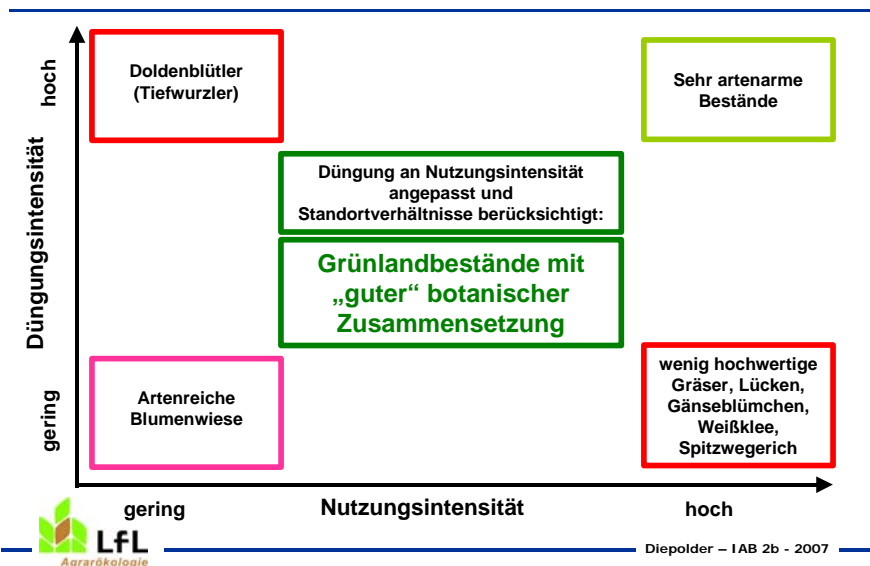 Düngungsintensität
hoch
gering
Doldenblütler
(Tiefwurzler)
Sehr artenarme
Bestände
Düngung an Nutzungsintensität
angepasst und
Standortverhältnisse berücksichtigt:
Grünlandbestände mit
„guter“ botanischer
Zusammensetzung
Artenreiche
Blumenwiese
wenig hochwertige
Gräser, Lücken,
Gänseblümchen,
Weißklee,
Spitzwegerich
gering
Nutzungsintensität
hoch
LfL
Agrarökologie
Diepolder – IAB 2b - 2007